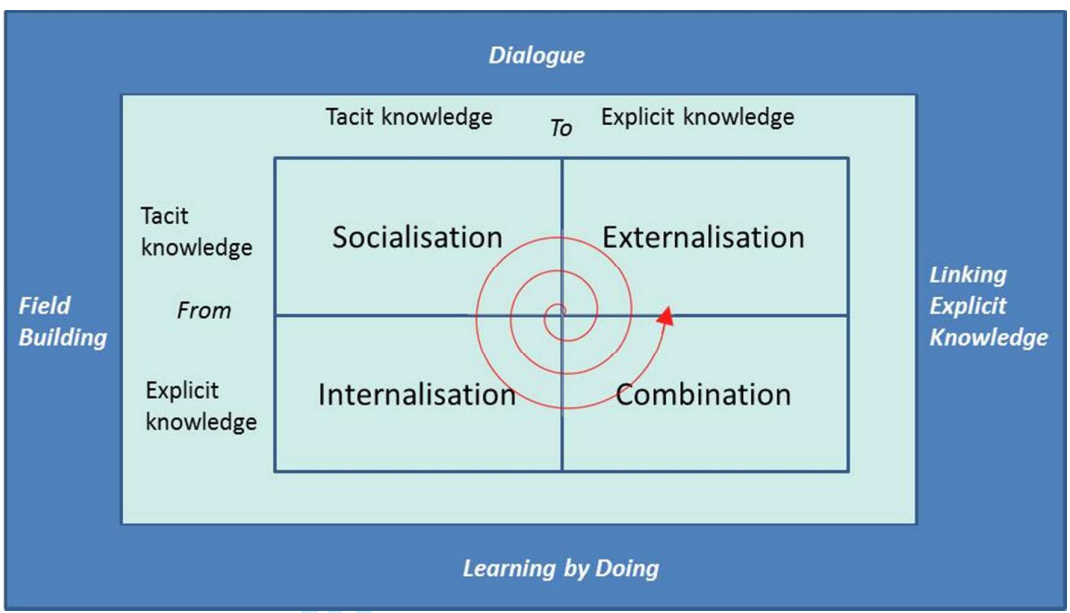 Dialogue
Tacit knowledge To Explicit knowledge
Tacit
knowledge
Socialisation Externalisation
Field
Building
From
Linking
Explicit
Knowledge
Explicit
knowledge
Internalisation Combination
Learning by Doing